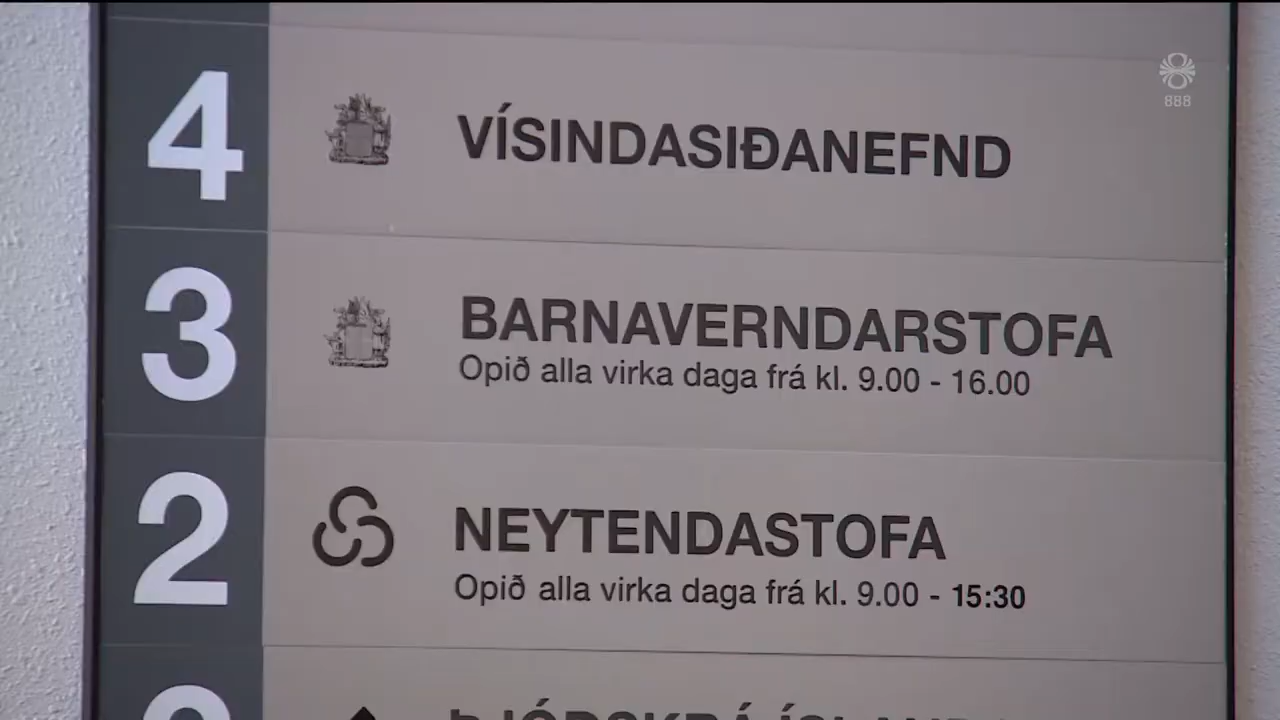 888
4 VÍSINDASIÐANEFND
3 BARNAVERNDARSTOFA
Opið alla virka daga frá kl. 9.00 - 16.00
2 NEYTENDASTOFA
Opið alla virka daga frá kl. 9.00 - 15:30